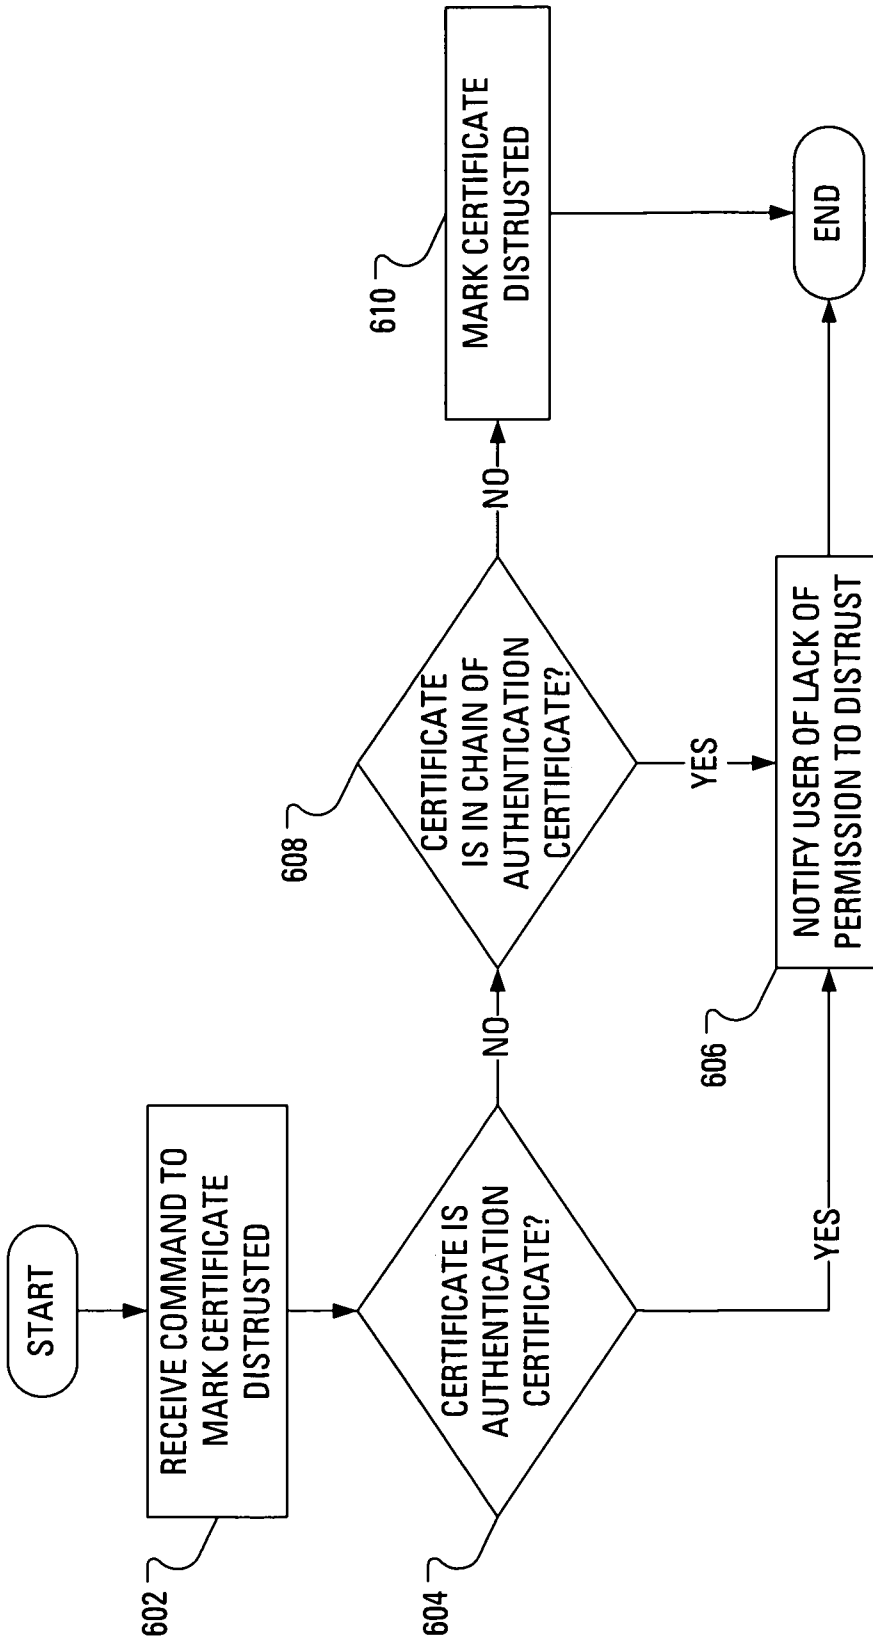 START
RECEIVE COMMAND TO
MARK CERTIFICATE
DISTRUSTED
602
CERTIFICATE IS
AUTHENTICATION
CERTIFICATE?
604
NO
YES
CERTIFICATE
IS IN CHAIN OF
AUTHENTICATION
CERTIFICATE?
608
NO
YES
NOTIFY USER OF LACK OF
PERMISSION TO DISTRUST
606
MARK CERTIFICATE
DISTRUSTED
610
END